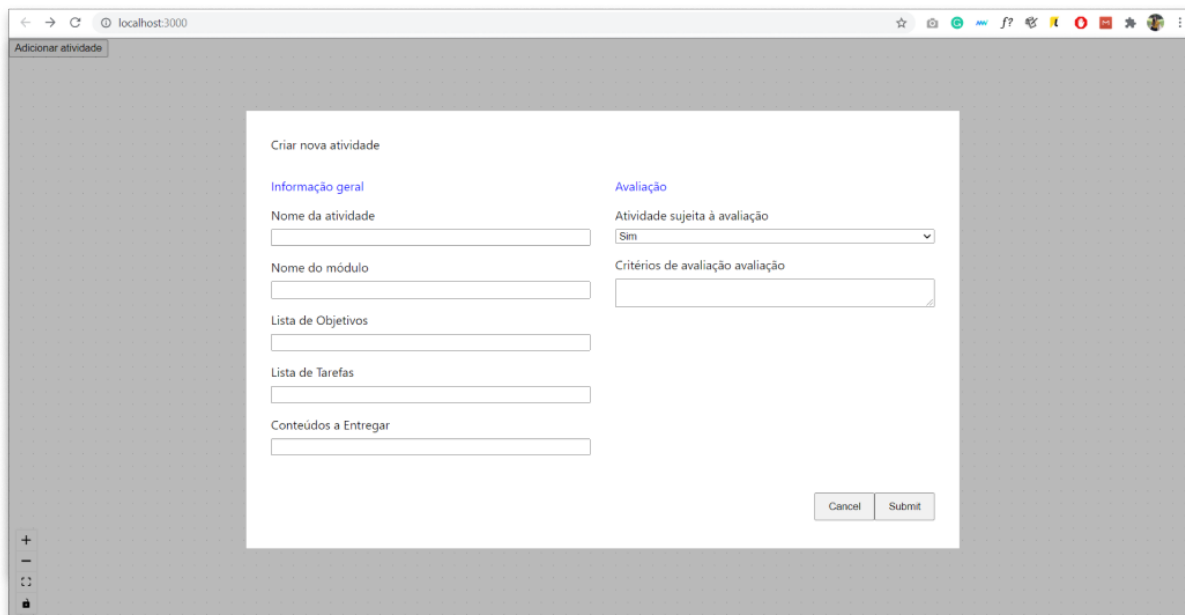 localhost:3000
Adicionar atividade
Criar nova atividade
Informação geral
Nome da atividade
Nome do módulo
Lista de Objetivos
Lista de Tarefas
Conteúdos a Entregar
Avaliação
Atividade sujeita à avaliação
Sim
Critérios de avaliação avaliação
Cancel
Submit